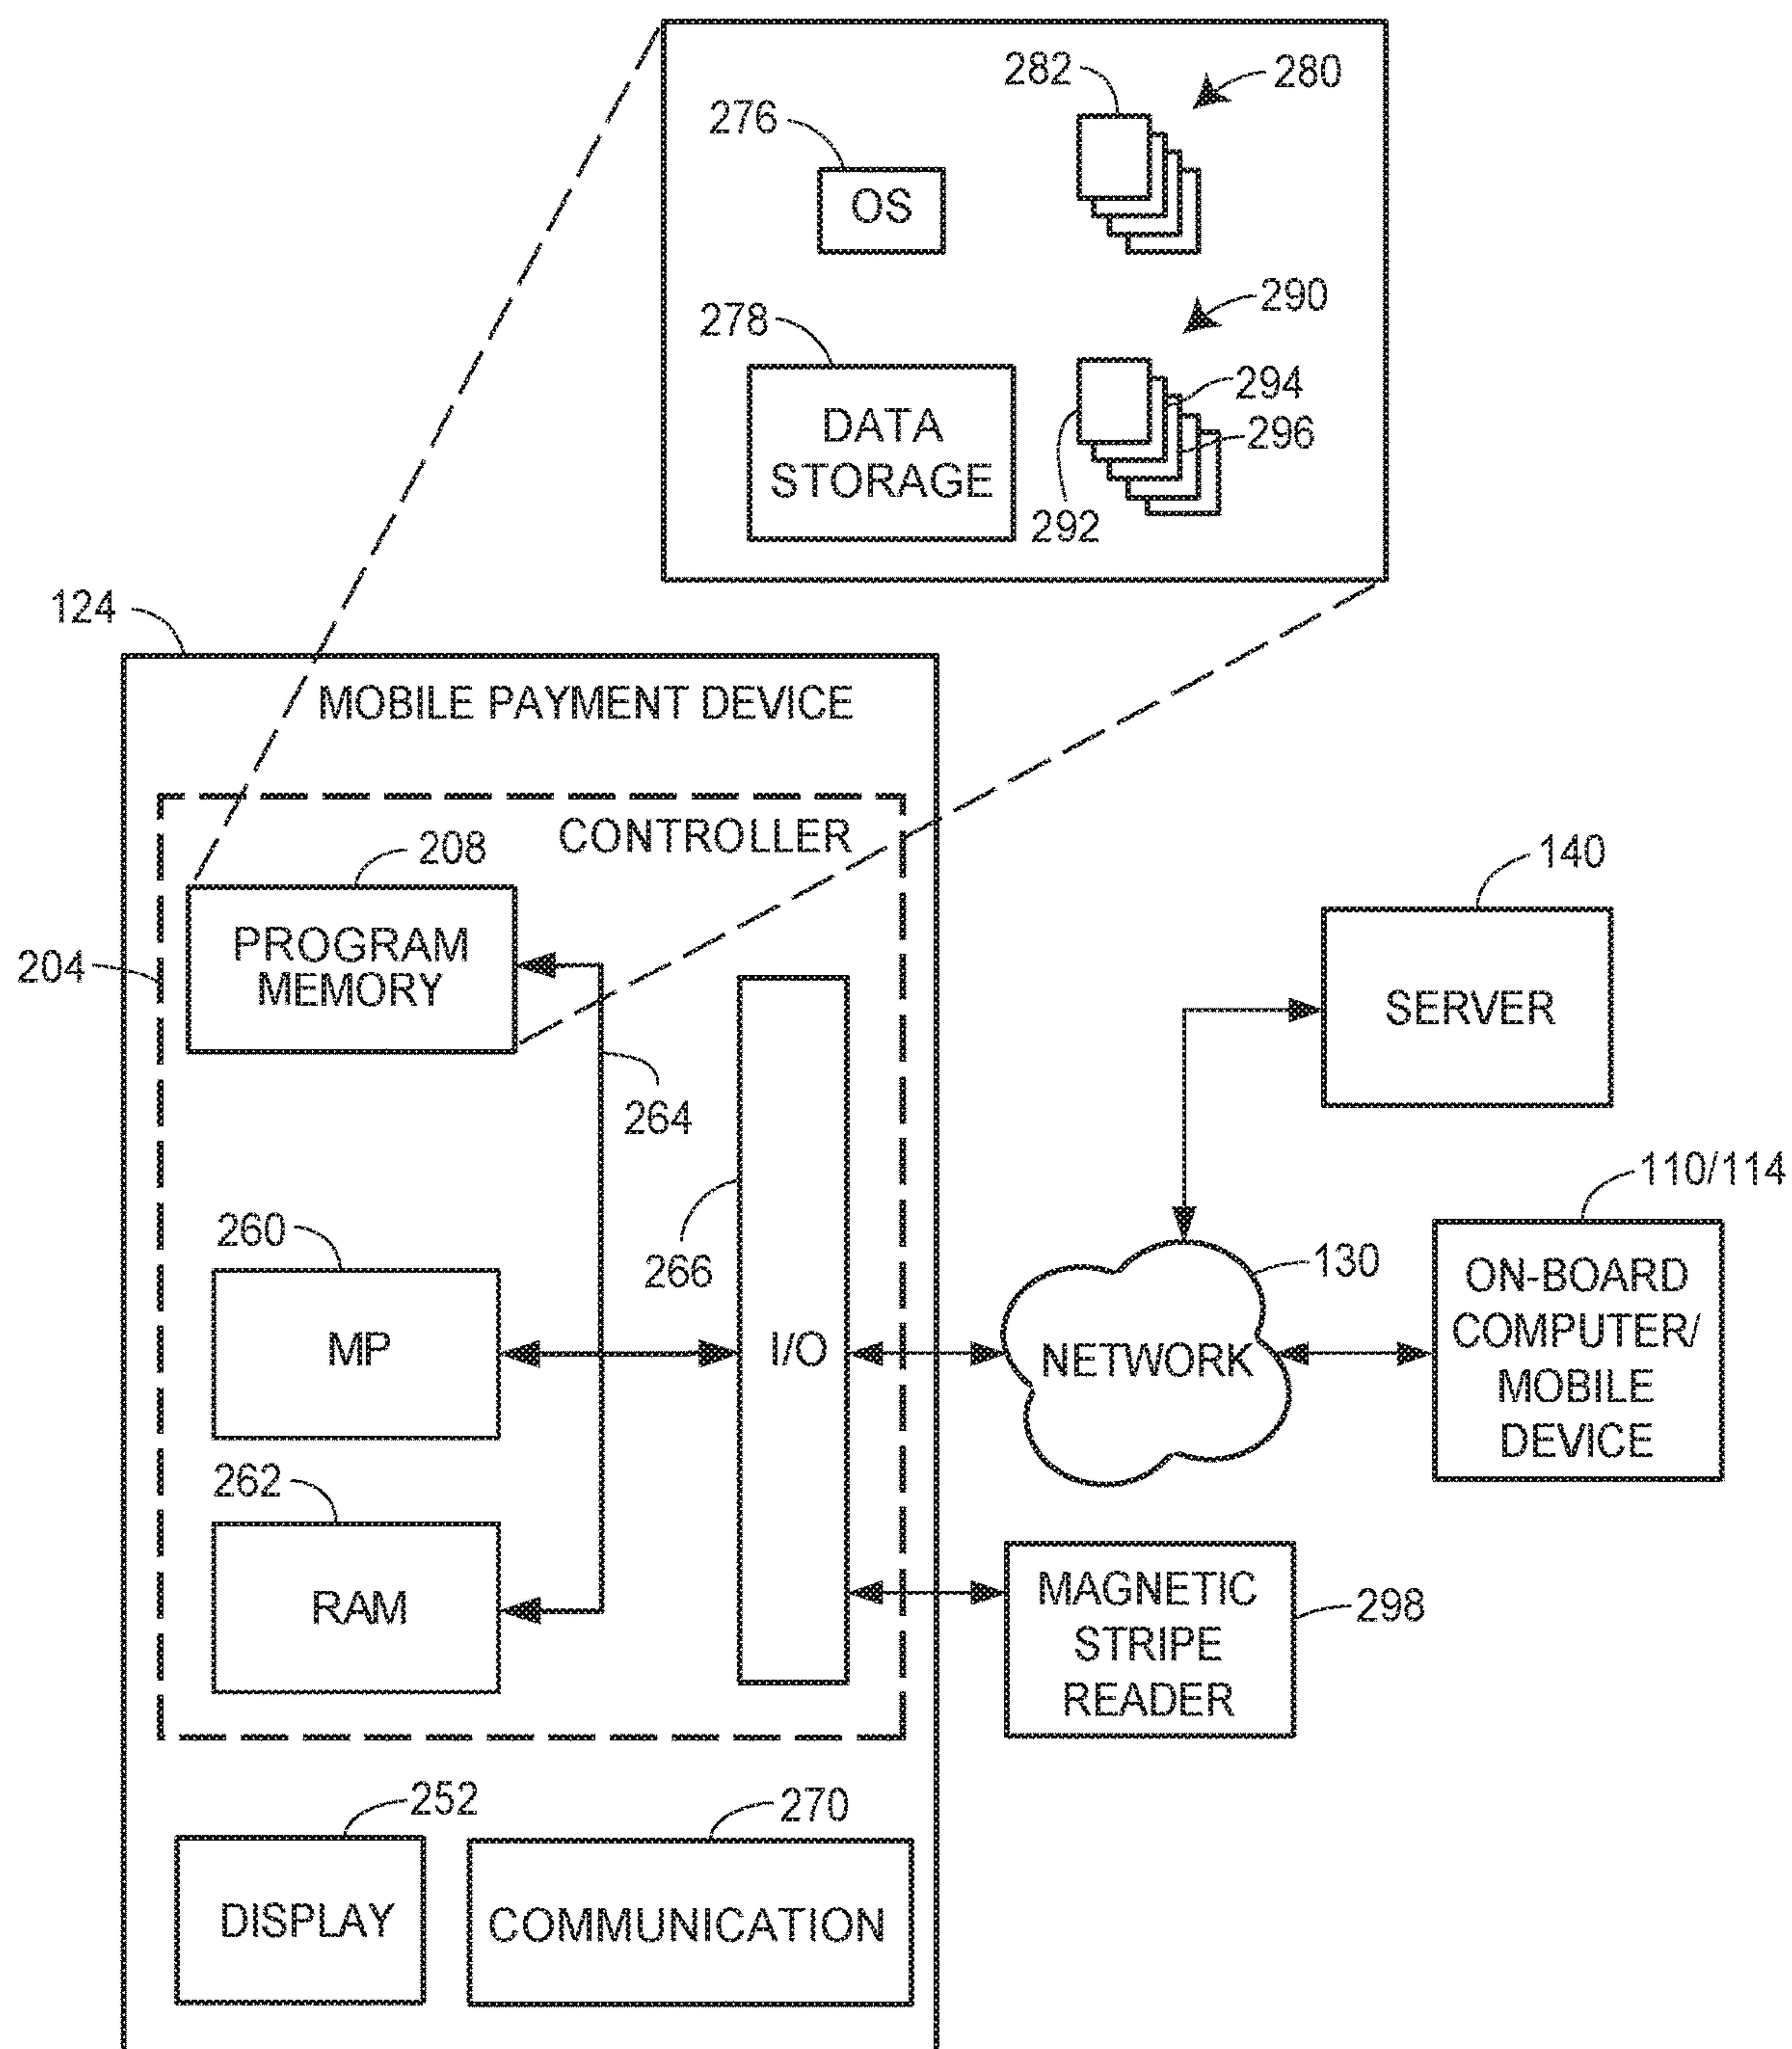 282
280
276
OS
290
278
294
DATA
STORAGE
296
292
124
MOBILE PAYMENT DEVICE
CONTROLLER
208
204
PROGRAM
MEMORY
264
140
SERVER
110/114
260
266
130
MP
I/O
NETWORK
ON-BOARD
COMPUTER/
MOBILE
DEVICE
262
RAM
MAGNETIC
STRIPE
READER
298
252
270
DISPLAY
COMMUNICATION